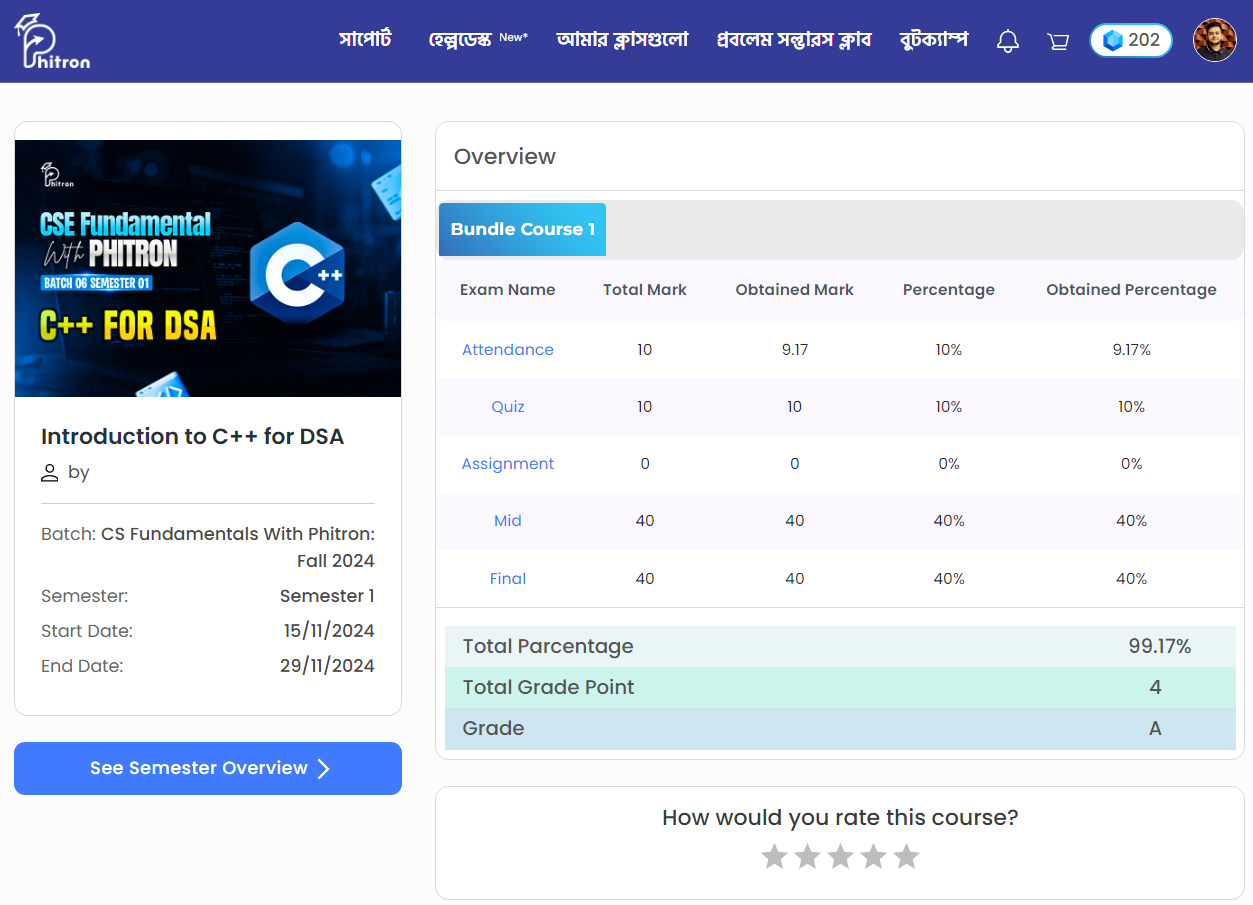 Phitron
সাপোর্ট হেল্পডেস্ক New* আমার ক্লাসগুলো প্রবলেম সল্ভারস ক্লাব বুটক্যাম্প 202
Phitron
CSE Fundamental
With PHITRON
BATCH 06 SEMESTER 01
C++ FOR DSA
C++
Introduction to C++ for DSA
by
Batch: CS Fundamentals With Phitron:
Fall 2024
Semester: Semester 1
Start Date: 15/11/2024
End Date: 29/11/2024
See Semester Overview
Overview
Bundle Course 1
Exam Name Total Mark Obtained Mark Percentage Obtained Percentage
Attendance 10 9.17 10% 9.17%
Quiz 10 10 10% 10%
Assignment 0 0 0% 0%
Mid 40 40 40% 40%
Final 40 40 40% 40%
Total Parcentage 99.17%
Total Grade Point 4
Grade A
How would you rate this course?